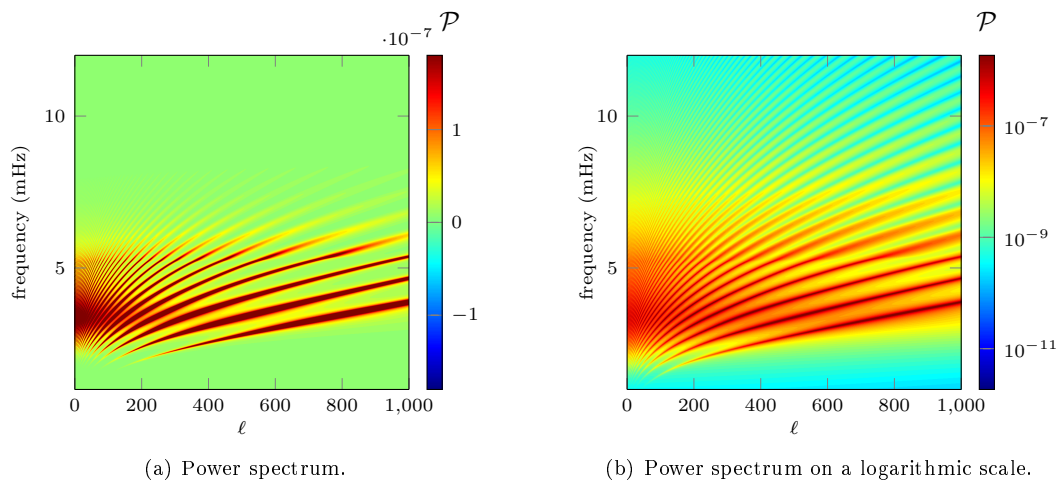 ·10⁻⁷ 𝒫
10
5
1
0
−1
frequency (mHz)
0 200 400 600 800 1,000
ℓ
(a) Power spectrum.
𝒫
10
5
10⁻⁷
10⁻⁹
10⁻¹¹
frequency (mHz)
0 200 400 600 800 1,000
ℓ
(b) Power spectrum on a logarithmic scale.